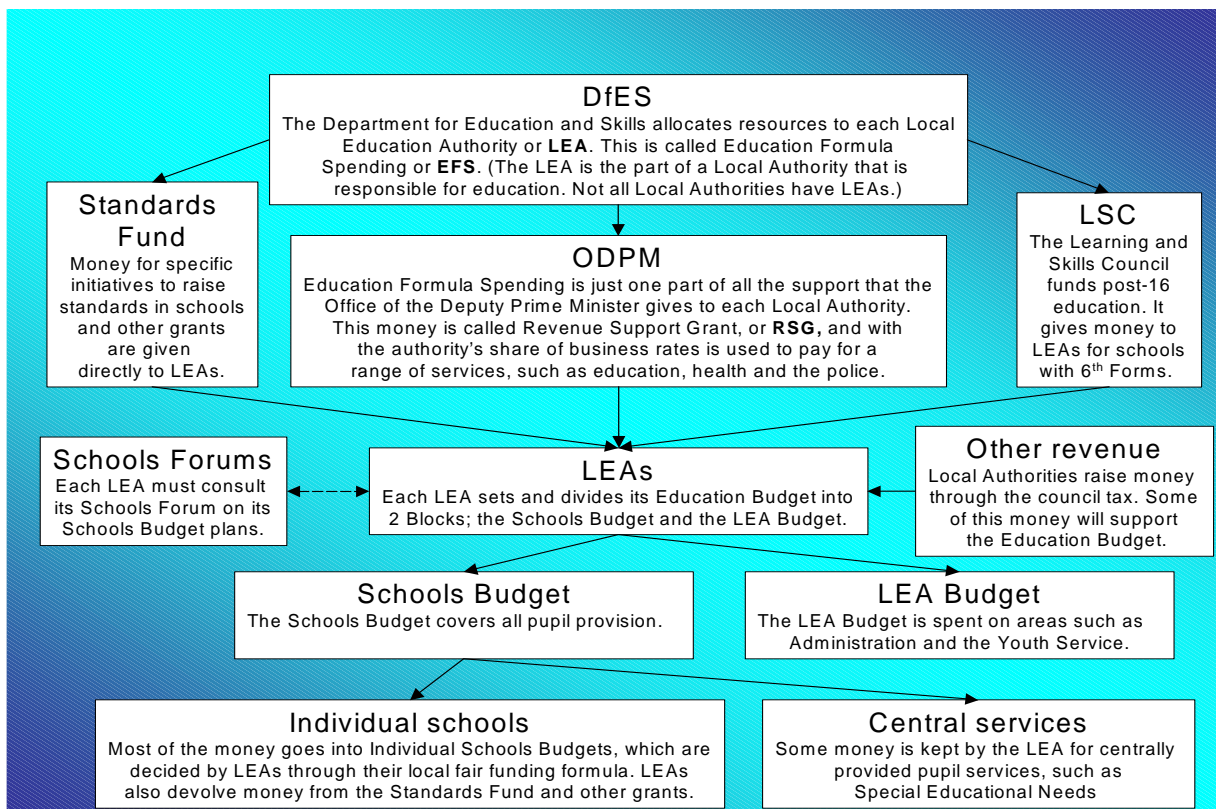 DfES
The Department for Education and Skills allocates resources to each Local
Education Authority or LEA. This is called Education Formula
Spending or EFS. (The LEA is the part of a Local Authority that is
responsible for education. Not all Local Authorities have LEAs.)
Standards
Fund
Money for specific
initiatives to raise
standards in schools
and other grants
are given
directly to LEAs.
ODPM
Education Formula Spending is just one part of all the support that the
Office of the Deputy Prime Minister gives to each Local Authority.
This money is called Revenue Support Grant, or RSG, and with
the authority's share of business rates is used to pay for a
range of services, such as education, health and the police.
LSC
The Learning and
Skills Council
funds post-16
education. It
gives money to
LEAs for schools
with 6th Forms.
Schools Forums
Each LEA must consult
its Schools Forum on its
Schools Budget plans.
LEAs
Each LEA sets and divides its Education Budget into
2 Blocks; the Schools Budget and the LEA Budget.
Other revenue
Local Authorities raise money
through the council tax. Some
of this money will support
the Education Budget.
Schools Budget
The Schools Budget covers all pupil provision.
LEA Budget
The LEA Budget is spent on areas such as
Administration and the Youth Service.
Individual schools
Most of the money goes into Individual Schools Budgets, which are
decided by LEAs through their local fair funding formula. LEAs
also devolve money from the Standards Fund and other grants.
Central services
Some money is kept by the LEA for centrally
provided pupil services, such as
Special Educational Needs